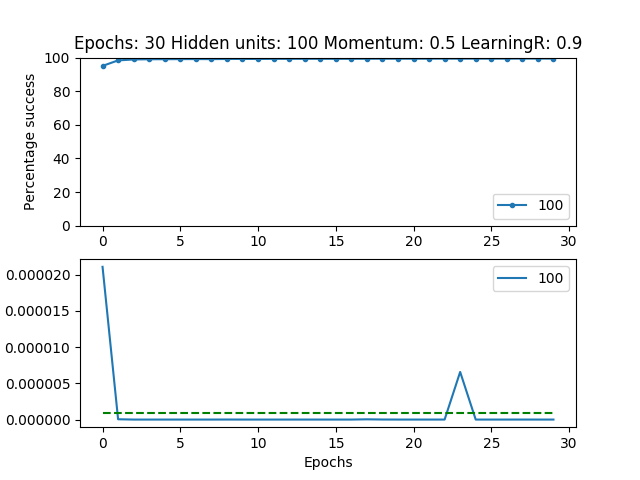 Epochs: 30 Hidden units: 100 Momentum: 0.5 LearningR: 0.9
Percentage success
100
80
60
40
20
0
100
0 5 10 15 20 25 30
0.000020
0.000015
0.000010
0.000005
0.000000
100
0 5 10 15 20 25 30
Epochs